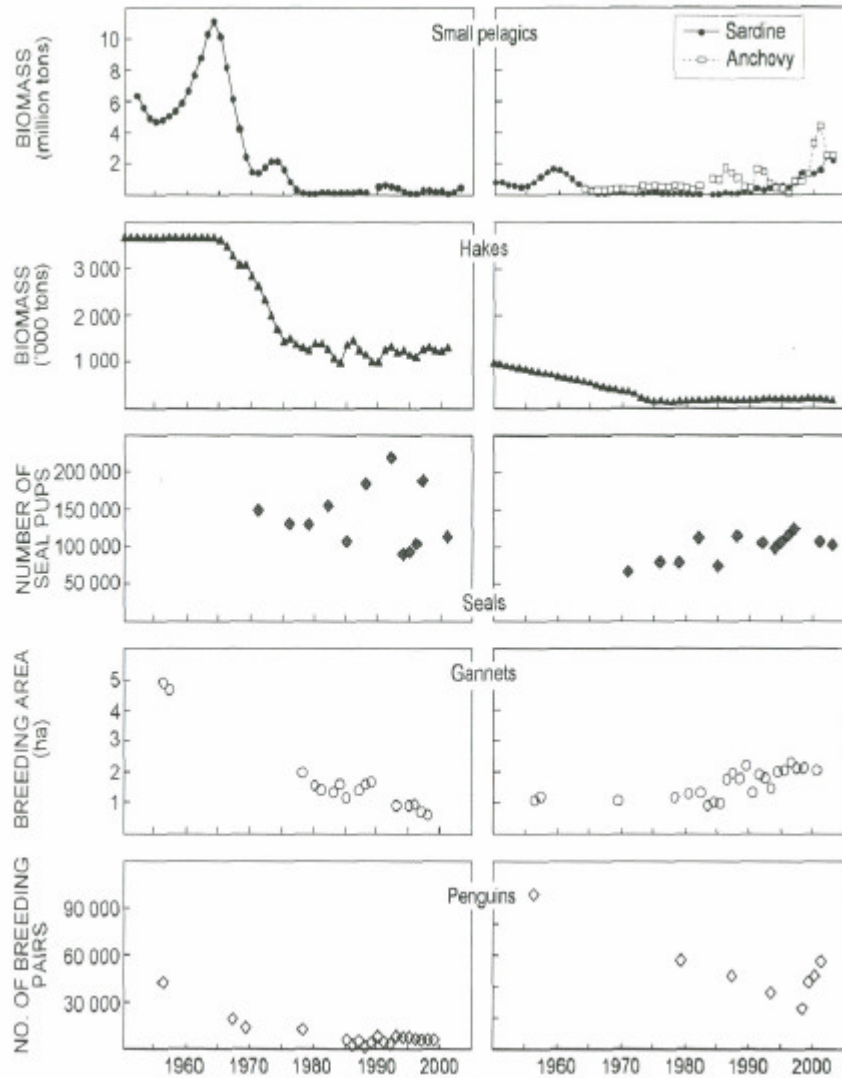 Small pelagics
Sardine
Anchovy
BIOMASS
(million tons)
10
8
6
4
2
Hakes
BIOMASS
('000 tons)
3 000
2 000
1 000
NUMBER OF
SEAL PUPS
200 000
150 000
100 000
50 000
Seals
Gannets
BREEDING AREA
(ha)
5
4
3
2
1
Penguins
NO. OF BREEDING
PAIRS
90 000
60 000
30 000
1960 1970 1980 1990 2000 1960 1970 1980 1990 2000